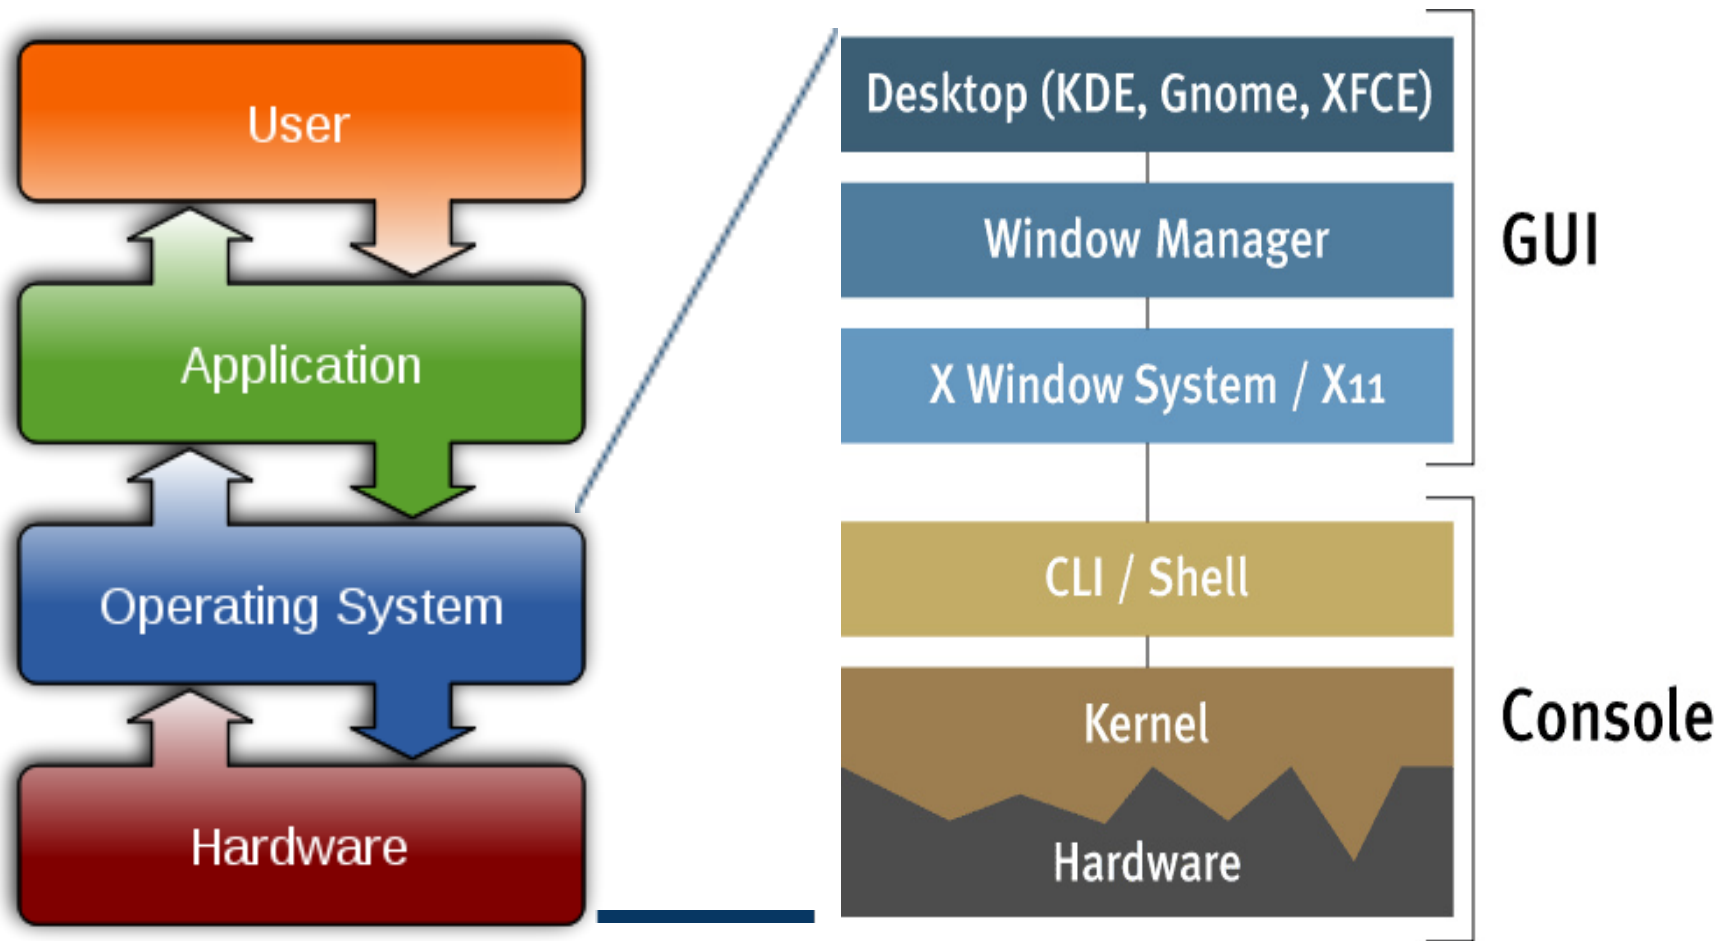 User
Application
Operating System
Hardware
Desktop (KDE, Gnome, XFCE)
Window Manager
X Window System / X11
GUI
CLI / Shell
Kernel
Hardware
Console